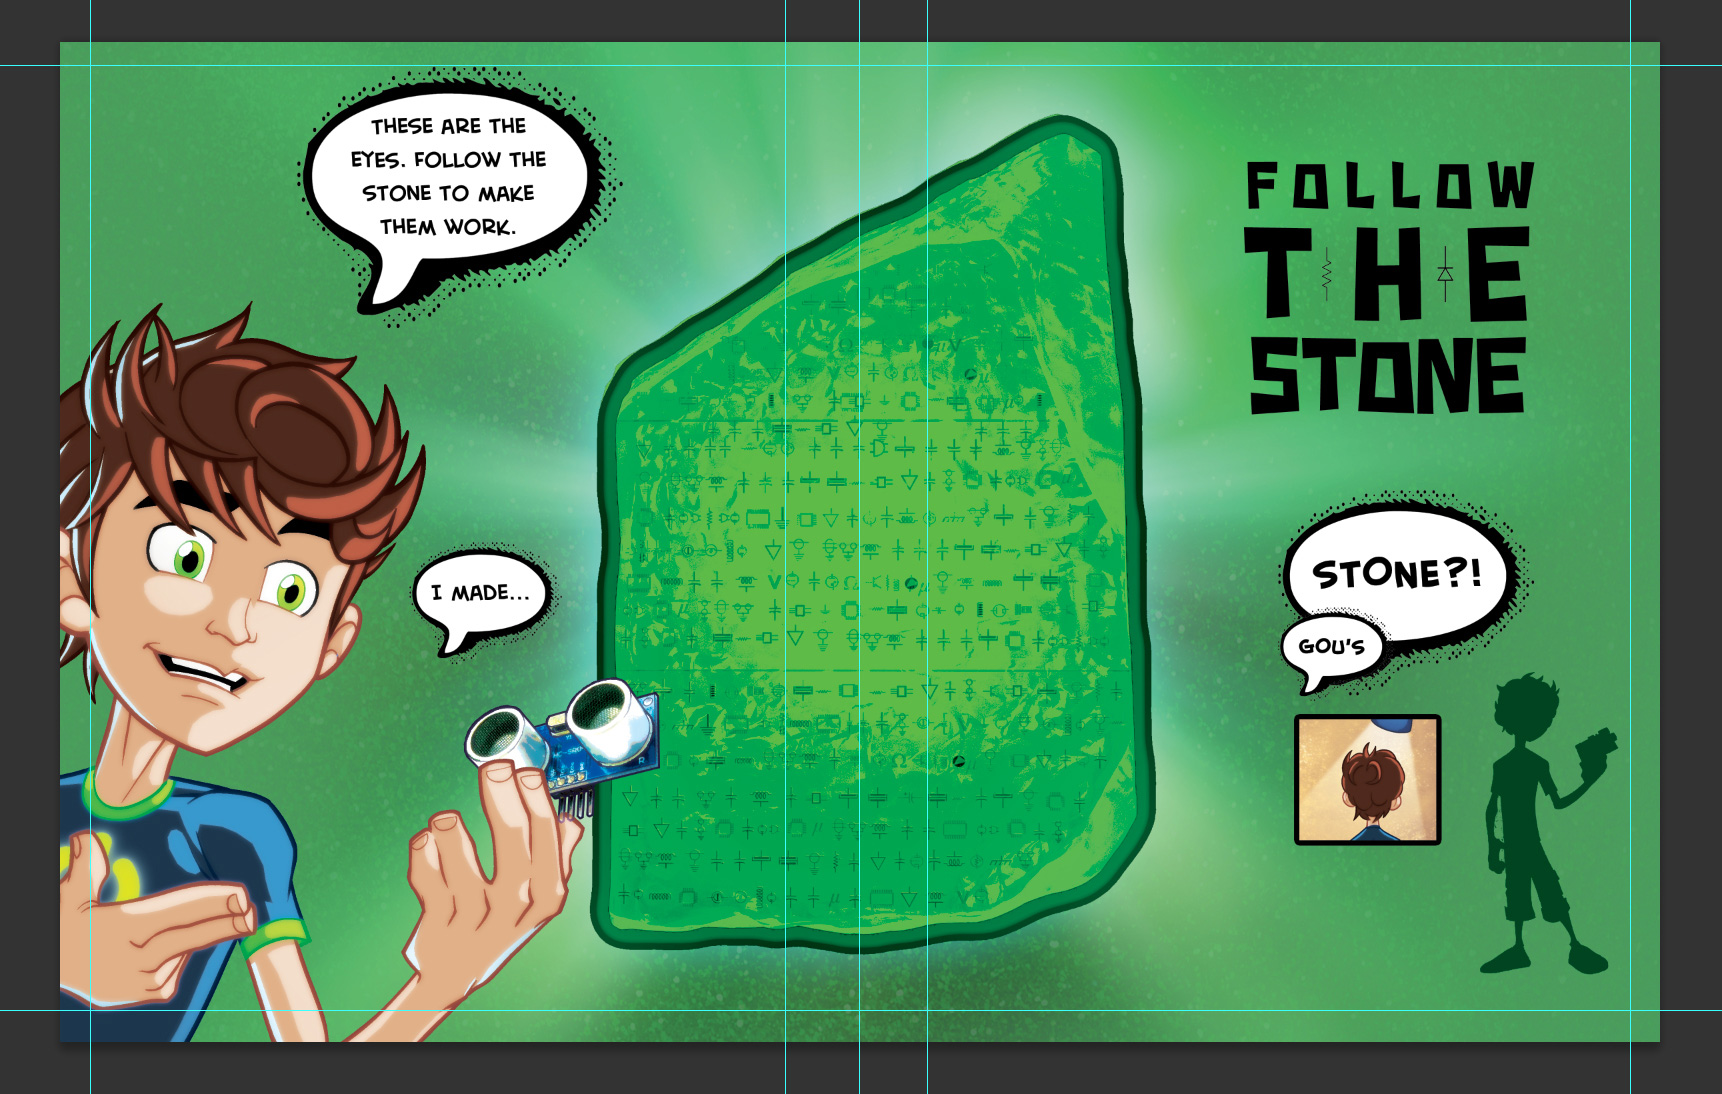 THESE ARE THE
EYES. FOLLOW THE
STONE TO MAKE
THEM WORK.
I MADE...
FOLLOW
THE
STONE
STONE?!
GOU'S